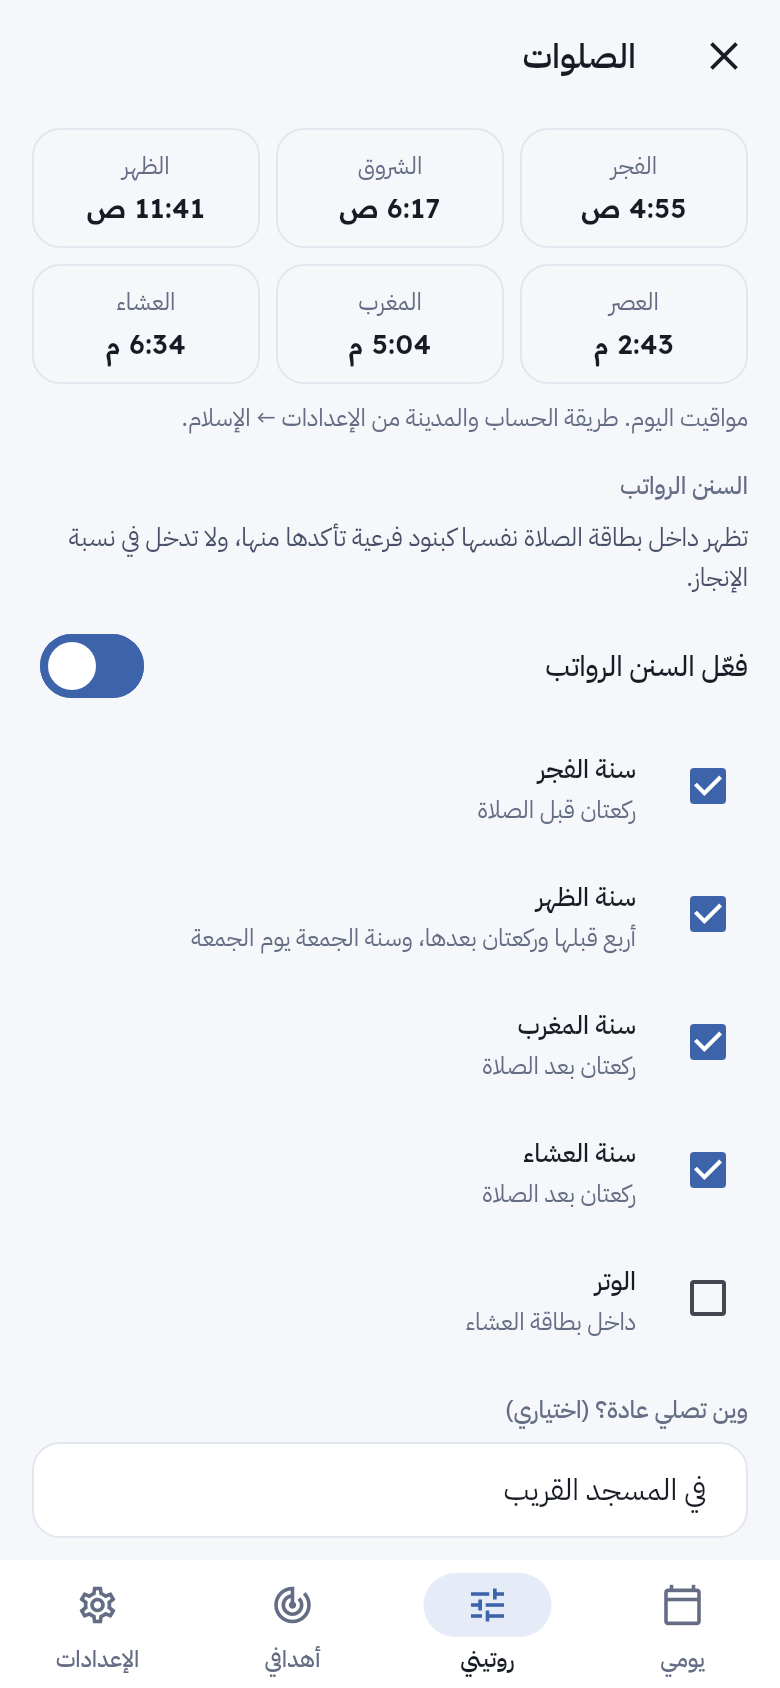 الصلوات
الفجر
4:55 ص
الشروق
6:17 ص
الظهر
11:41 ص
العصر
2:43 م
المغرب
5:04 م
العشاء
6:34 م
مواقيت اليوم. طريقة الحساب والمدينة من الإعدادات ← الإسلام.
السنن الرواتب
تظهر داخل بطاقة الصلاة نفسها كبنود فرعية تأكدها منها، ولا تدخل في نسبة
الإنجاز.
فعّل السنن الرواتب
سنة الفجر
ركعتان قبل الصلاة
سنة الظهر
أربع قبلها وركعتان بعدها، وسنة الجمعة يوم الجمعة
سنة المغرب
ركعتان بعد الصلاة
سنة العشاء
ركعتان بعد الصلاة
الوتر
داخل بطاقة العشاء
وين تصلي عادة؟ (اختياري)
في المسجد القريب
يومي
روتيني
أهدافي
الإعدادات